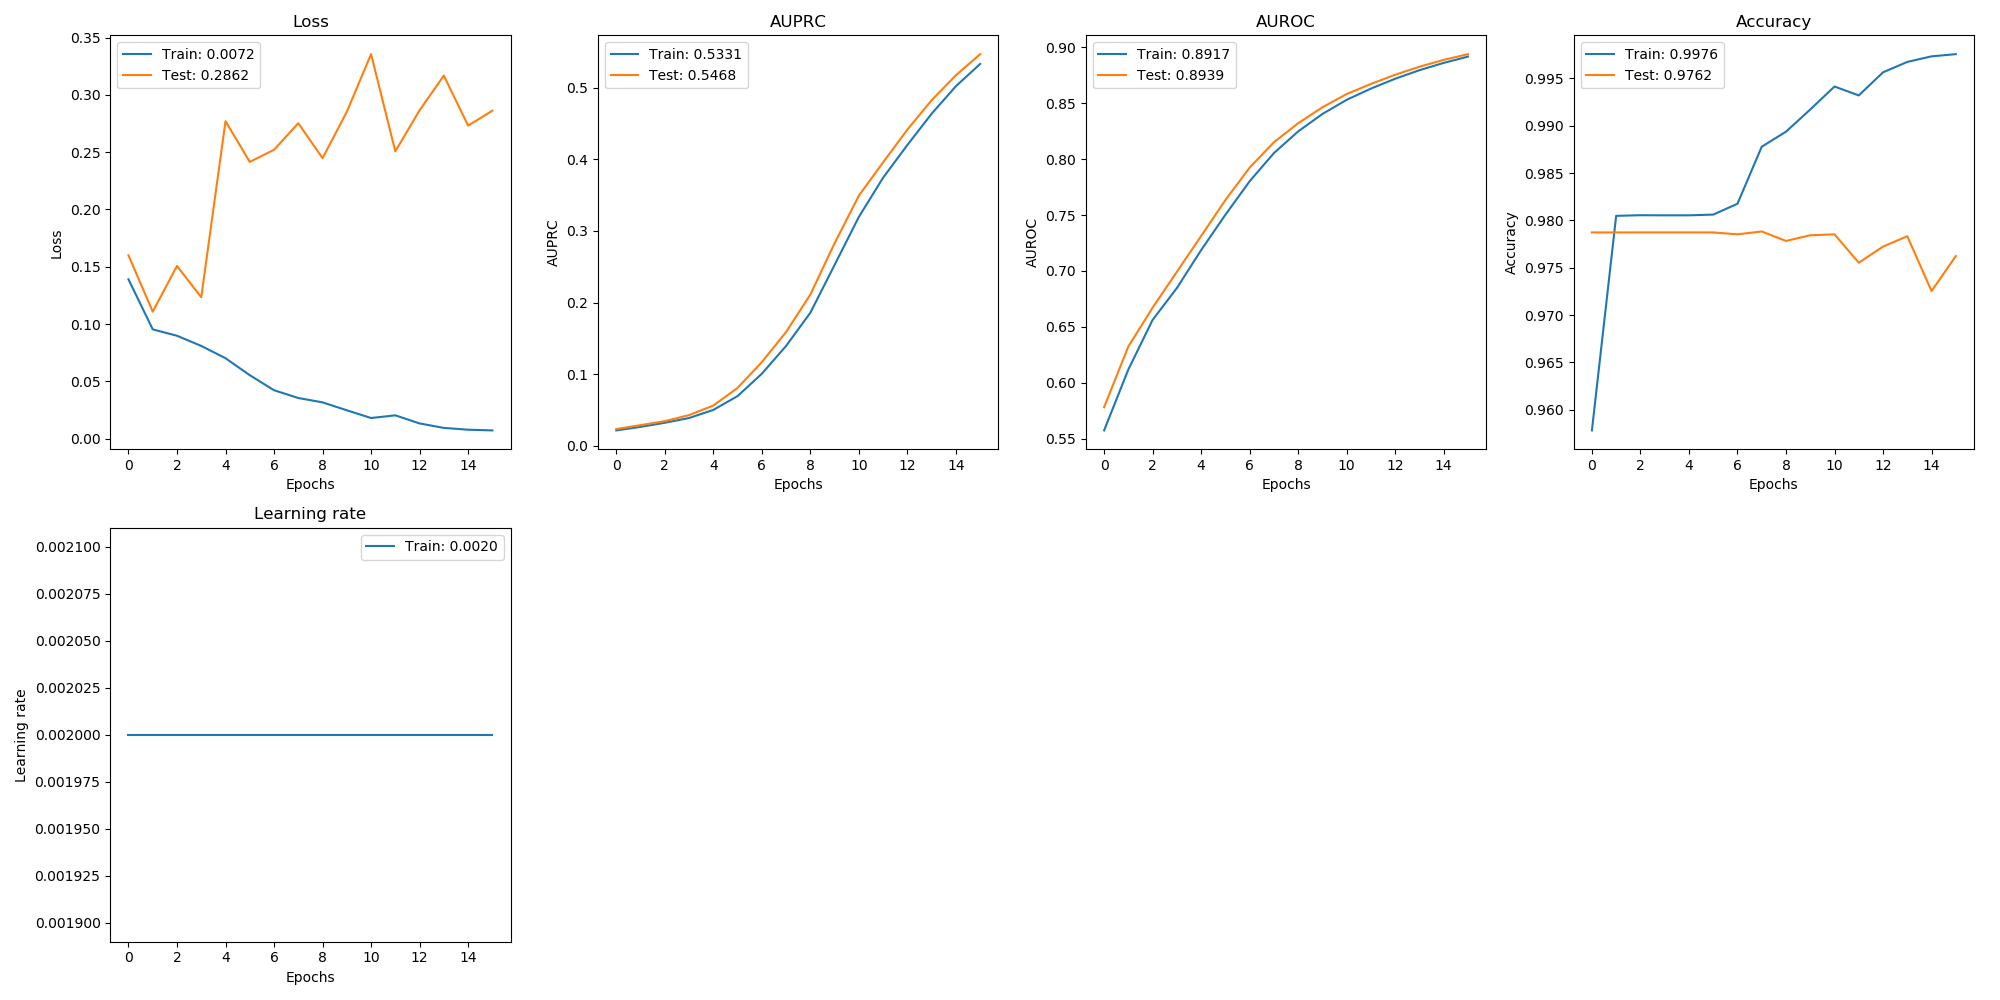 Loss
Train: 0.0072
Test: 0.2862
0.35
0.30
0.25
0.20
0.15
0.10
0.05
0.00
Loss
0 2 4 6 8 10 12 14
Epochs
AUPRC
Train: 0.5331
Test: 0.5468
0.5
0.4
0.3
0.2
0.1
0.0
AUPRC
0 2 4 6 8 10 12 14
Epochs
AUROC
Train: 0.8917
Test: 0.8939
0.90
0.85
0.80
0.75
0.70
0.65
0.60
0.55
AUROC
0 2 4 6 8 10 12 14
Epochs
Accuracy
Train: 0.9976
Test: 0.9762
0.995
0.990
0.985
0.980
0.975
0.970
0.965
0.960
Accuracy
0 2 4 6 8 10 12 14
Epochs
Learning rate
Train: 0.0020
0.002100
0.002075
0.002050
0.002025
0.002000
0.001975
0.001950
0.001925
0.001900
Learning rate
0 2 4 6 8 10 12 14
Epochs